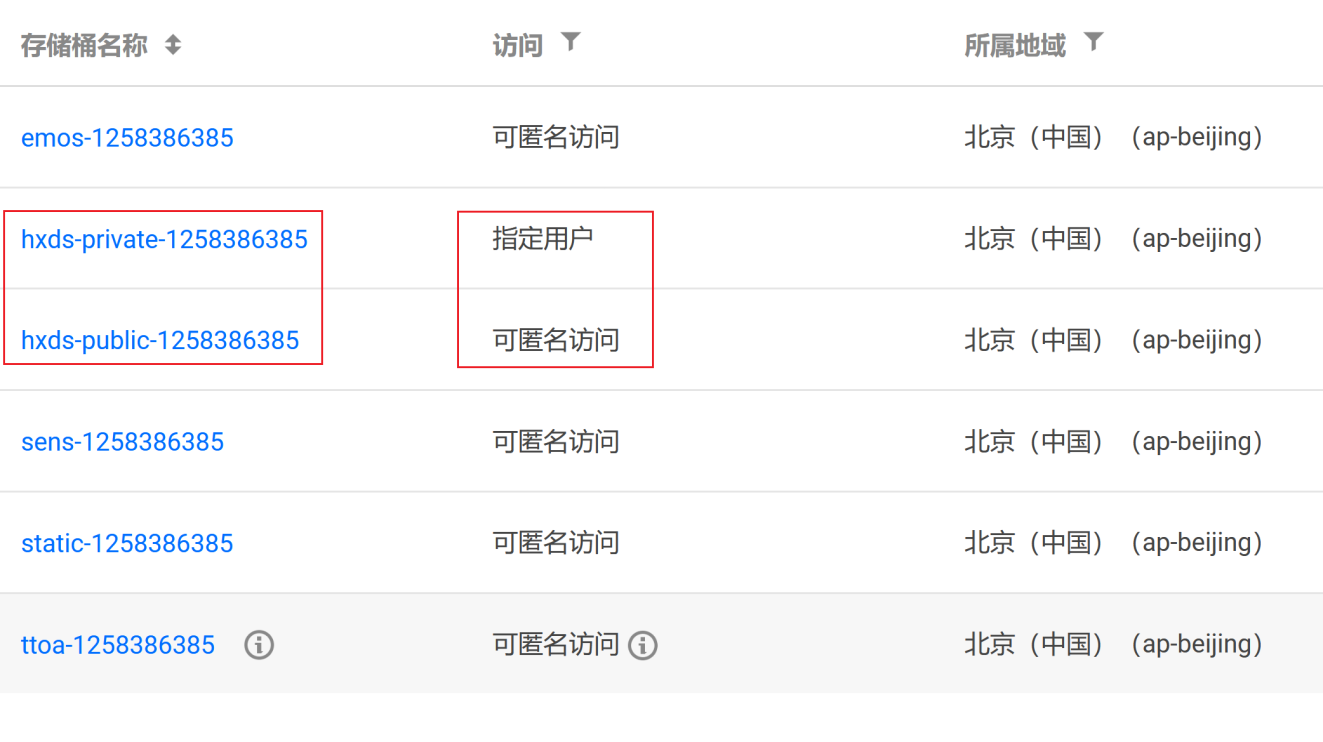 存储桶名称 访问 所属地域
emos-1258386385 可匿名访问 北京（中国）（ap-beijing）
hxds-private-1258386385 指定用户 北京（中国）（ap-beijing）
hxds-public-1258386385 可匿名访问 北京（中国）（ap-beijing）
sens-1258386385 可匿名访问 北京（中国）（ap-beijing）
static-1258386385 可匿名访问 北京（中国）（ap-beijing）
ttoa-1258386385 可匿名访问 北京（中国）（ap-beijing）